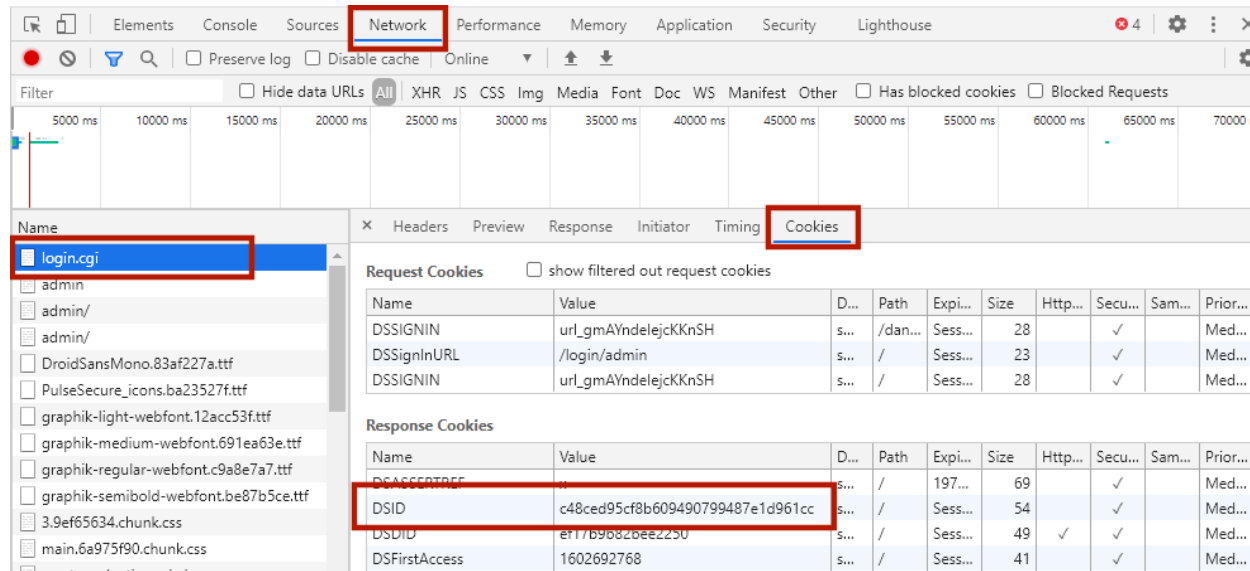 Elements Console Sources Network Performance Memory Application Security Lighthouse 4
Preserve log Disable cache Online
Filter Hide data URLs All XHR JS CSS Img Media Font Doc WS Manifest Other Has blocked cookies Blocked Requests
5000 ms 10000 ms 15000 ms 20000 ms 25000 ms 30000 ms 35000 ms 40000 ms 45000 ms 50000 ms 55000 ms 60000 ms 65000 ms 70000
Name
login.cgi
admin
admin/
admin/
DroidSansMono.83af227a.ttf
PulseSecure_icons.ba23527f.ttf
graphik-light-webfont.12acc53f.ttf
graphik-medium-webfont.691ea63e.ttf
graphik-regular-webfont.c9a8e7a7.ttf
graphik-semibold-webfont.be87b5ce.ttf
3.9ef65634.chunk.css
main.6a975f90.chunk.css
× Headers Preview Response Initiator Timing Cookies
Request Cookies show filtered out request cookies
Name Value D... Path Expi... Size Http... Secu... Sam... Prior...
DSSIGNIN url_gmAYndelejcKKnSH s... /dan... Sess... 28 ✓ Med...
DSSignInURL /login/admin s... / Sess... 23 ✓ Med...
DSSIGNIN url_gmAYndelejcKKnSH s... / Sess... 28 ✓ Med...
Response Cookies
Name Value D... Path Expi... Size Http... Secu... Sam... Prior...
DSASSERTREF x s... / 197... 69 ✓ Med...
DSID c48ced95cf8b609490799487e1d961cc s... / Sess... 54 ✓ Med...
DSDID ef17b9b82bee2250 s... / Sess... 49 ✓ ✓ Med...
DSFirstAccess 1602692768 s... / Sess... 41 ✓ Med...